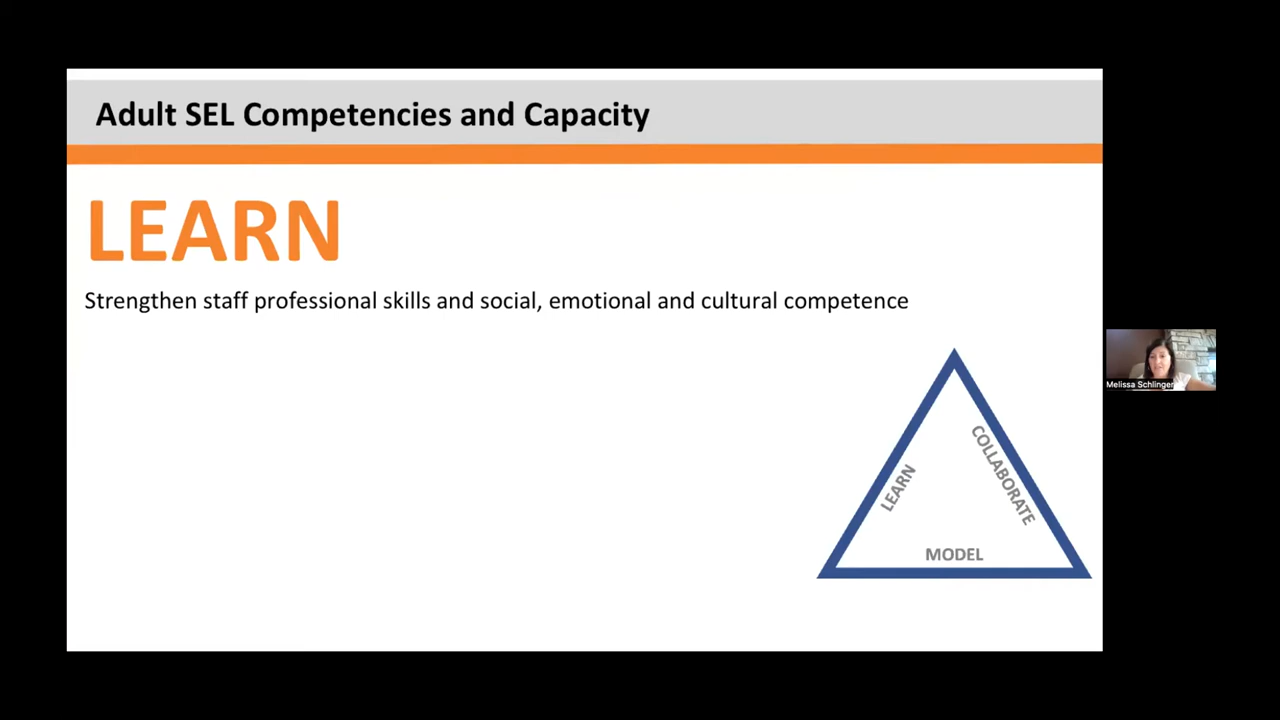 Adult SEL Competencies and Capacity
LEARN
Strengthen staff professional skills and social, emotional and cultural competence
LEARN
COLLABORATE
MODEL
Melissa Schlinger